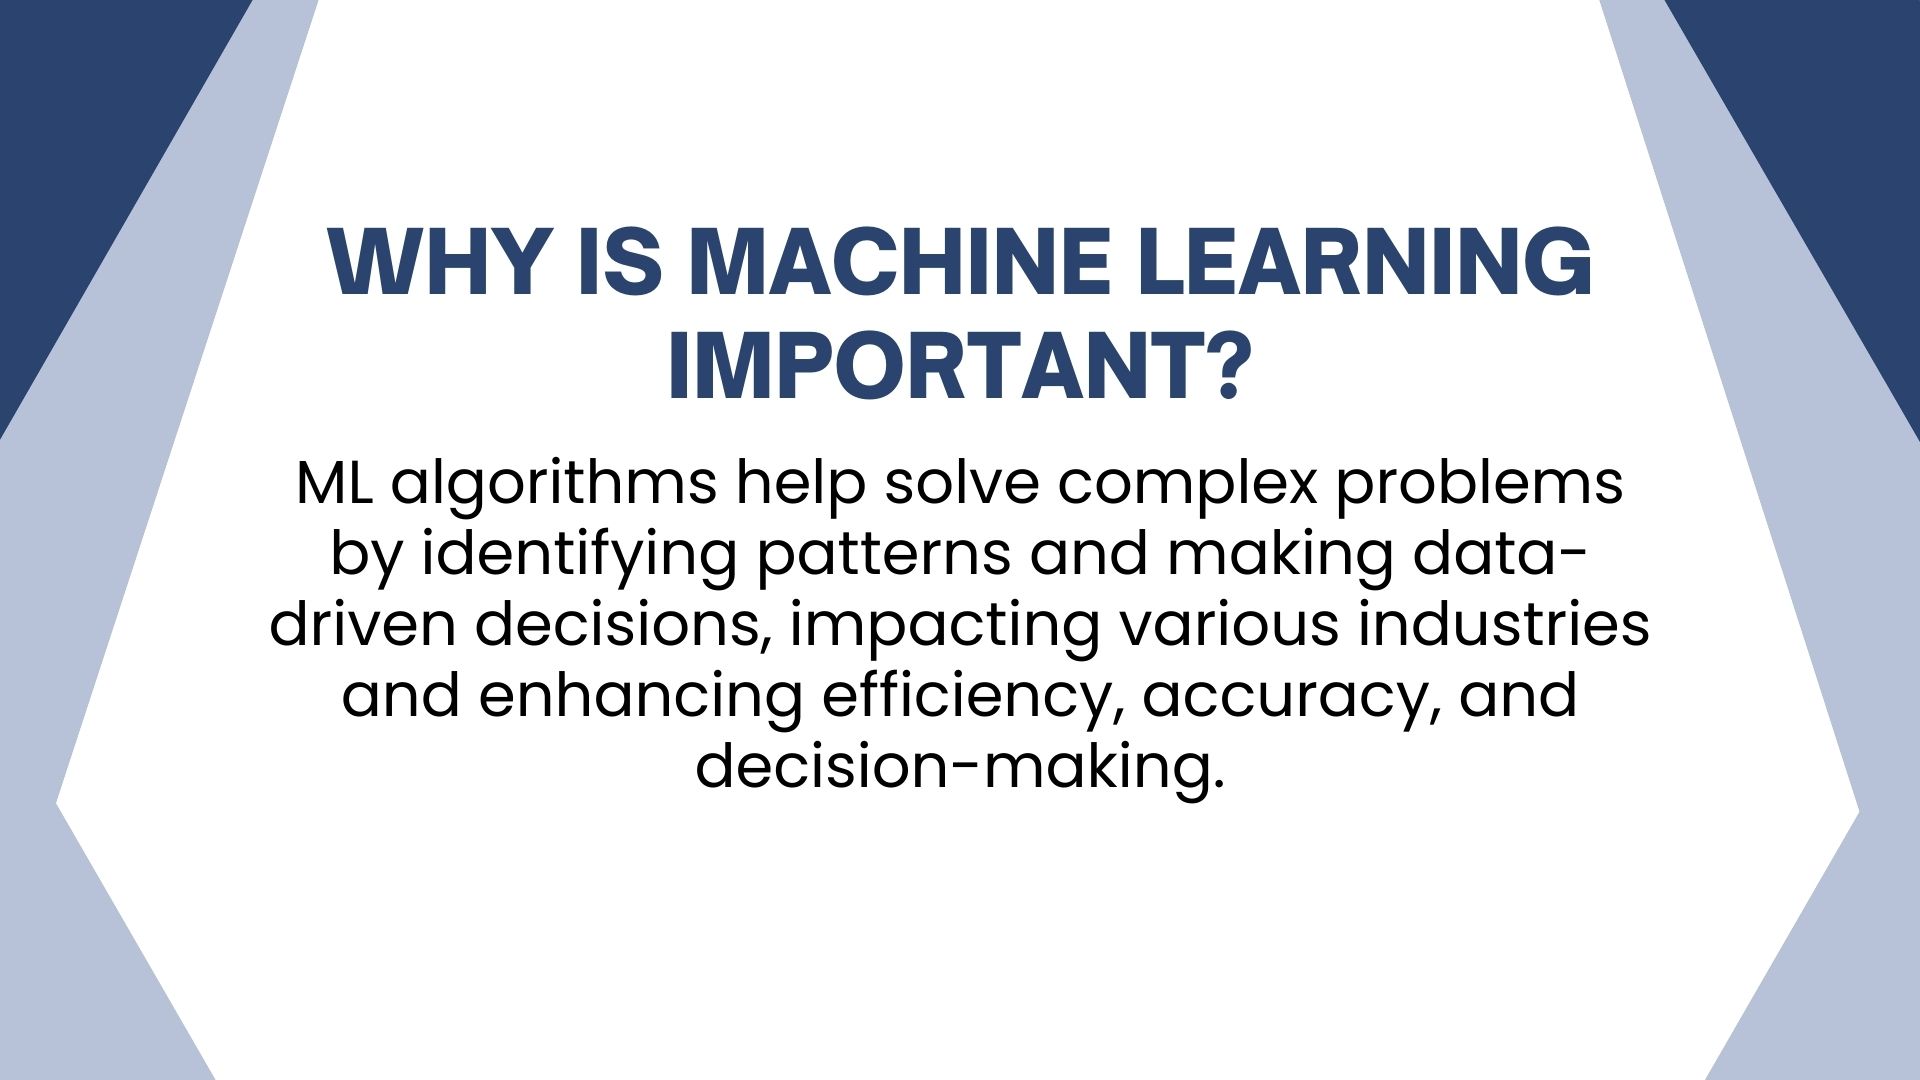 WHY IS MACHINE LEARNING
IMPORTANT?
ML algorithms help solve complex problems
by identifying patterns and making data-
driven decisions, impacting various industries
and enhancing efficiency, accuracy, and
decision-making.